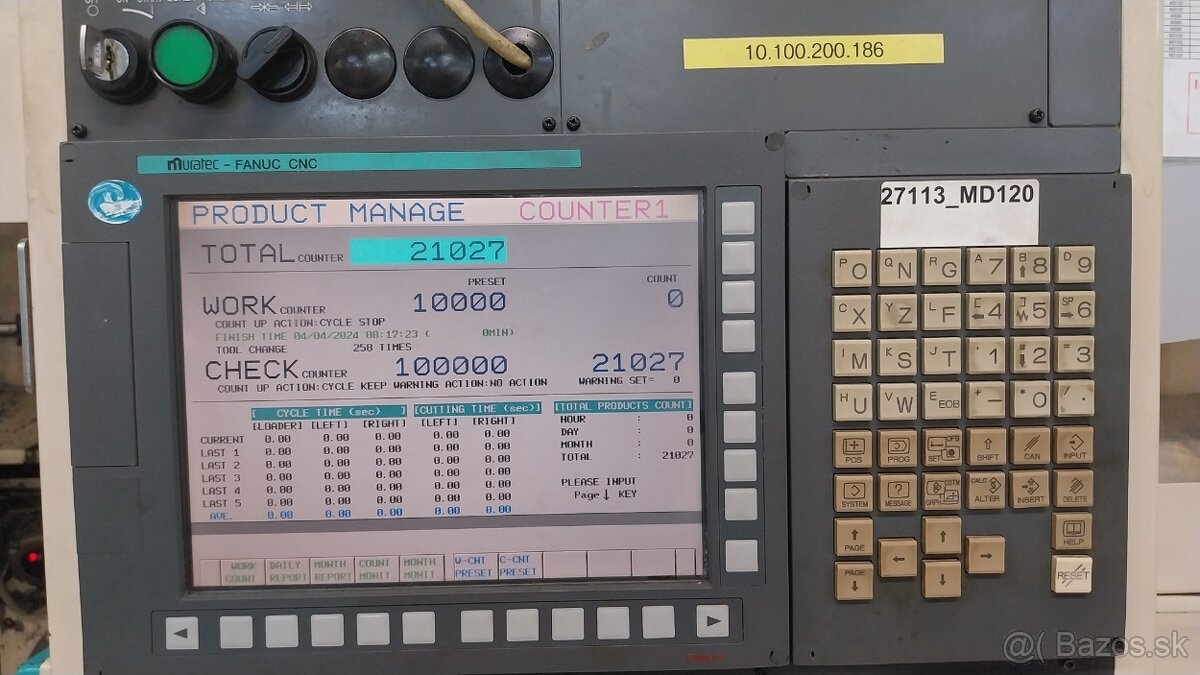 10.100.200.186
muratec - FANUC CNC
27113_MD120
PRODUCT MANAGE COUNTER1
TOTAL COUNTER 21027
PRESET COUNT
WORK COUNTER 10000 0
COUNT UP ACTION:CYCLE STOP
FINISH TIME 04/04/2024 08:17:23 ( 0MIN)
TOOL CHANGE 250 TIMES
CHECK COUNTER 100000 21027
COUNT UP ACTION:CYCLE KEEP WARNING ACTION:NO ACTION WARNING SET= 0
[ CYCLE TIME (sec) ] [CUTTING TIME (sec)] [TOTAL PRODUCTS COUNT]
[LOADER] [LEFT] [RIGHT] [LEFT] [RIGHT]
HOUR : 0
DAY : 0
MONTH : 0
TOTAL : 21027
CURRENT 0.00 0.00 0.00 0.00 0.00
LAST 1 0.00 0.00 0.00 0.00 0.00
LAST 2 0.00 0.00 0.00 0.00 0.00
LAST 3 0.00 0.00 0.00 0.00 0.00
LAST 4 0.00 0.00 0.00 0.00 0.00
LAST 5 0.00 0.00 0.00 0.00 0.00
AVE. 0.00 0.00 0.00 0.00 0.00
PLEASE INPUT
Page↓ KEY
WORK DAILY MONTH COUNT MONTH W-CNT C-CNT
COUNT REPORT REPORT MONIT. MONIT. PRESET PRESET
P O Q N R G A 7 B ↑ 8 D 9
C X Y Z L F [ ← 4 ] 5 SP → 6
I M K S J T , 1 # ↓ 2 = 3
H U V W E EOB + - * 0 / .
POS PROG OFS SET SHIFT CAN INPUT
SYSTEM ? MESSAGE CSTM GRPH CALC ALTER INSERT DELETE
↑ PAGE ↑ HELP
← →
PAGE ↓ ↓ RESET
@( Bazos.sk